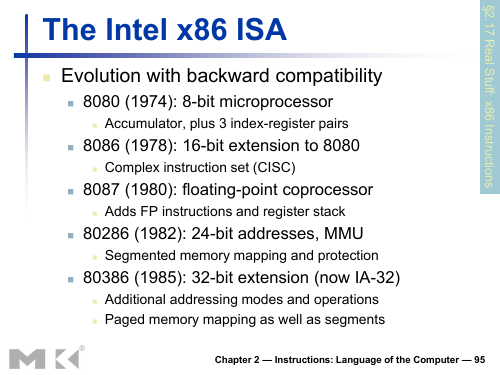 The Intel x86 ISA
§2.17 Real Stuff: x86 Instructions
Evolution with backward compatibility
8080 (1974): 8-bit microprocessor
Accumulator, plus 3 index-register pairs
8086 (1978): 16-bit extension to 8080
Complex instruction set (CISC)
8087 (1980): floating-point coprocessor
Adds FP instructions and register stack
80286 (1982): 24-bit addresses, MMU
Segmented memory mapping and protection
80386 (1985): 32-bit extension (now IA-32)
Additional addressing modes and operations
Paged memory mapping as well as segments
MK®
Chapter 2 — Instructions: Language of the Computer — 95